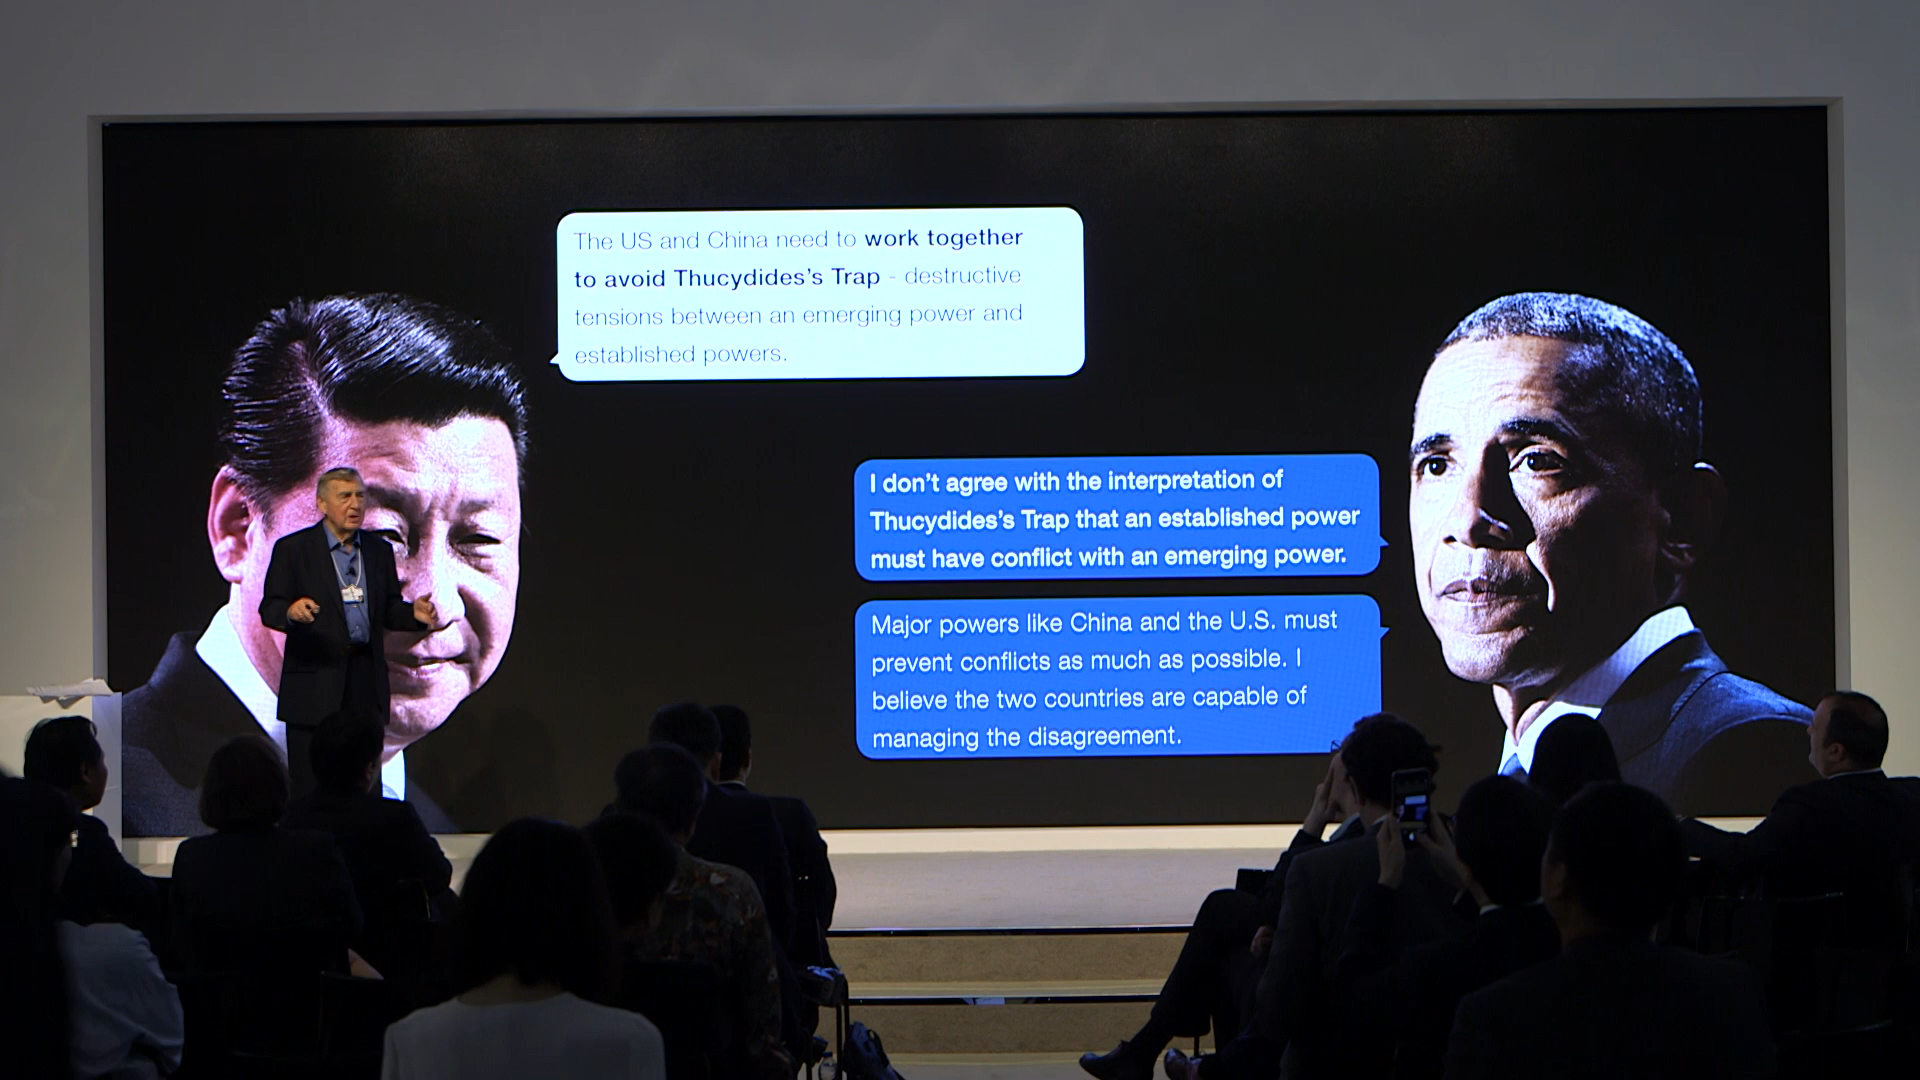 The US and China need to work together
to avoid Thucydides's Trap - destructive
tensions between an emerging power and
established powers.
I don't agree with the interpretation of
Thucydides's Trap that an established power
must have conflict with an emerging power.
Major powers like China and the U.S. must
prevent conflicts as much as possible. I
believe the two countries are capable of
managing the disagreement.